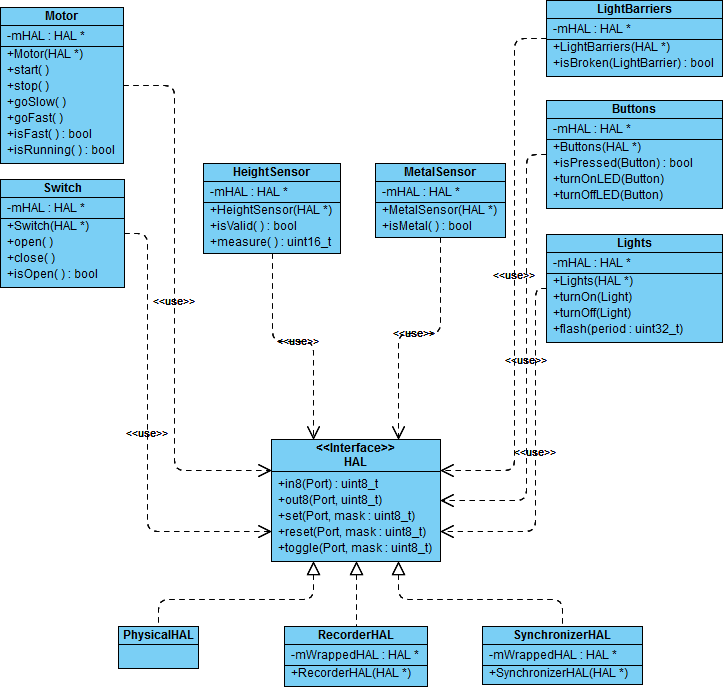 Motor
-mHAL : HAL *
+Motor(HAL *)
+start( )
+stop( )
+goSlow( )
+goFast( )
+isFast( ) : bool
+isRunning( ) : bool
Switch
-mHAL : HAL *
+Switch(HAL *)
+open( )
+close( )
+isOpen( ) : bool
HeightSensor
-mHAL : HAL *
+HeightSensor(HAL *)
+isValid( ) : bool
+measure( ) : uint16_t
MetalSensor
-mHAL : HAL *
+MetalSensor(HAL *)
+isMetal( ) : bool
LightBarriers
-mHAL : HAL *
+LightBarriers(HAL *)
+isBroken(LightBarrier) : bool
Buttons
-mHAL : HAL *
+Buttons(HAL *)
+isPressed(Button) : bool
+turnOnLED(Button)
+turnOffLED(Button)
Lights
-mHAL : HAL *
+Lights(HAL *)
+turnOn(Light)
+turnOff(Light)
+flash(period : uint32_t)
<<use>>
<<use>>
<<use>>
<<use>>
<<use>>
<<use>>
<<use>>
<<Interface>>
HAL
+in8(Port) : uint8_t
+out8(Port, uint8_t)
+set(Port, mask : uint8_t)
+reset(Port, mask : uint8_t)
+toggle(Port, mask : uint8_t)
PhysicalHAL
RecorderHAL
-mWrappedHAL : HAL *
+RecorderHAL(HAL *)
SynchronizerHAL
-mWrappedHAL : HAL *
+SynchronizerHAL(HAL *)